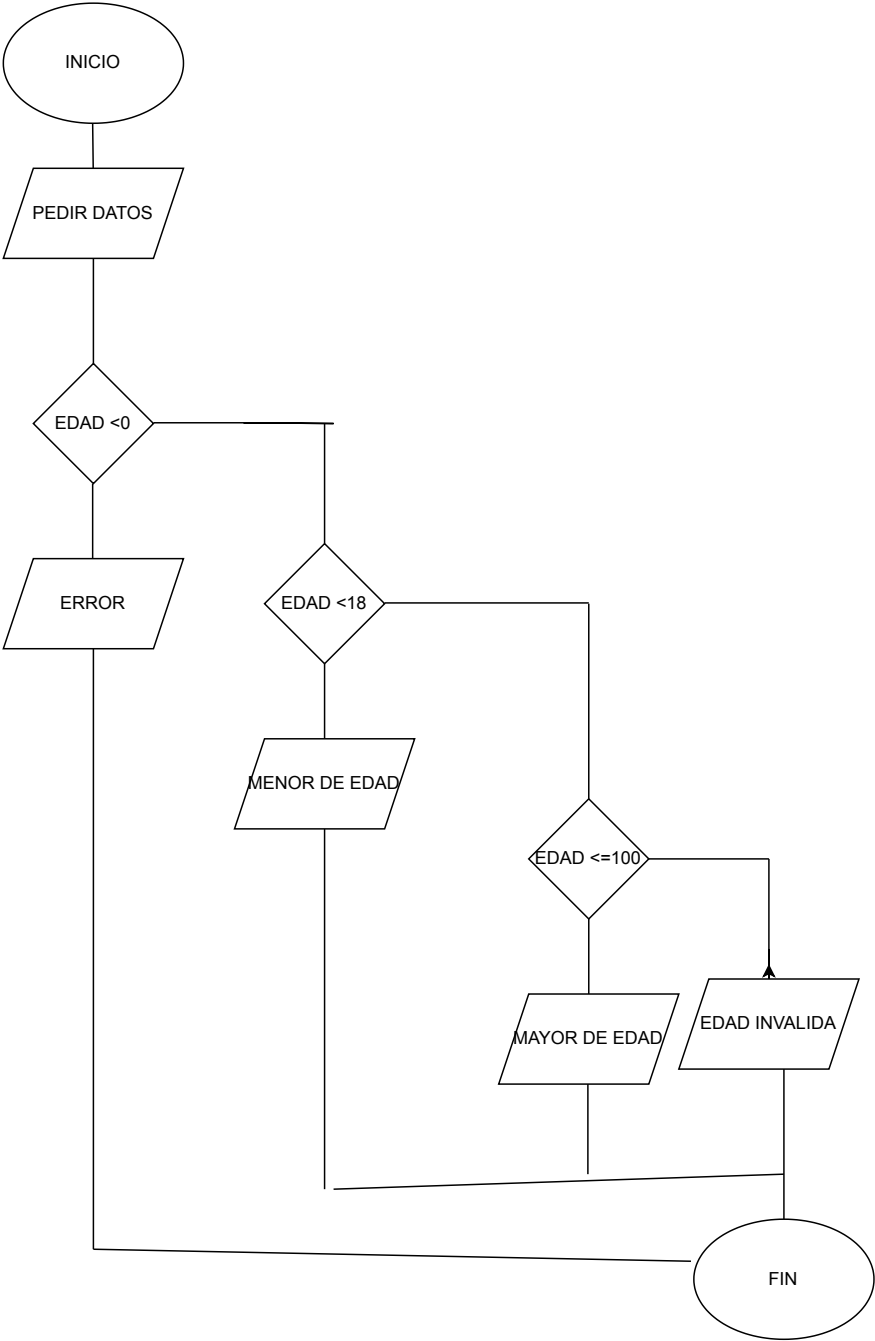 INICIO
PEDIR DATOS
EDAD <0
ERROR
EDAD <18
MENOR DE EDAD
EDAD <=100
MAYOR DE EDAD
EDAD INVALIDA
FIN